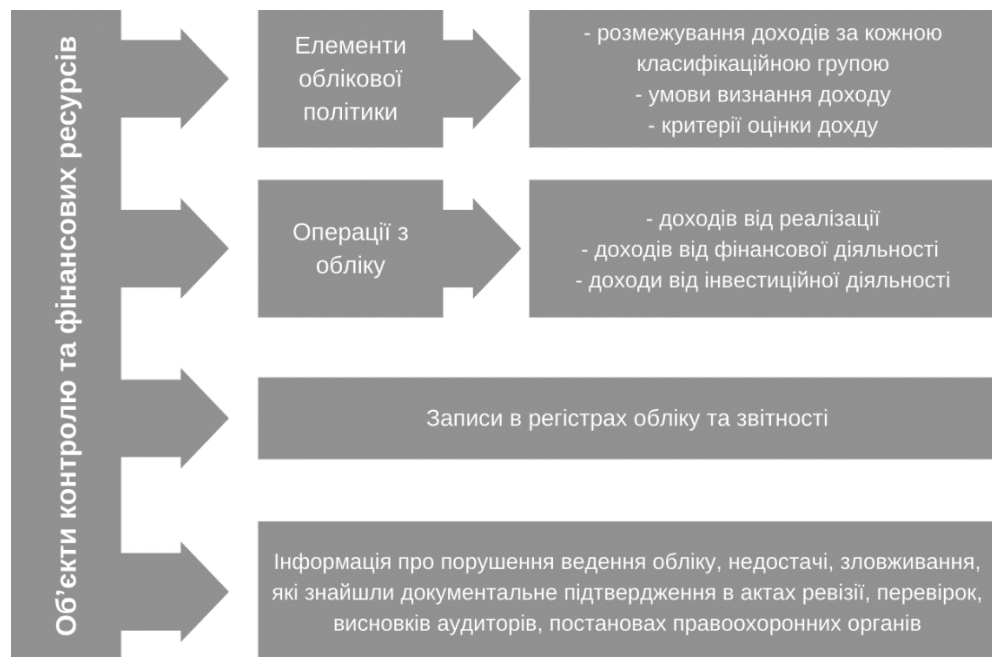 Об’єкти контролю та фінансових ресурсів
Елементи
облікової
політики
- розмежування доходів за кожною
класифікаційною групою
- умови визнання доходу
- критерії оцінки дохду
Операції з
обліку
- доходів від реалізації
- доходів від фінансової діяльності
- доходи від інвестиційної діяльності
Записи в регістрах обліку та звітності
Інформація про порушення ведення обліку, недостачі, зловживання,
які знайшли документальне підтвердження в актах ревізії, перевірок,
висновків аудиторів, постановах правоохоронних органів